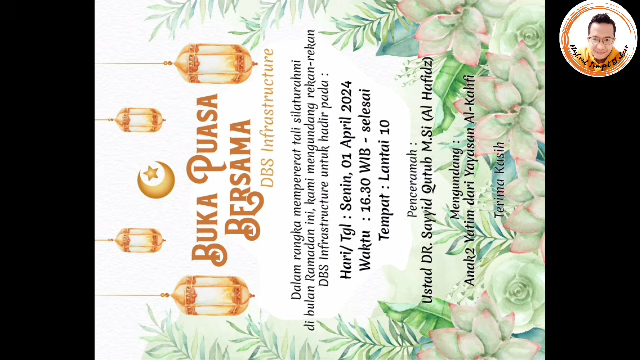 BUKA PUASA
BERSAMA
DBS Infrastructure
Dalam rangka mempererat tali silaturahmi
di bulan Ramadan ini, kami mengundang rekan-rekan
DBS Infrastructure untuk hadir pada :
Hari/ Tgl : Senin, 01 April 2024
Waktu : 16.30 WIB - selesai
Tempat : Lantai 10
Penceramah :
Ustad DR. Sayyid Qutub M.Si (Al Hafidz)
Mengundang :
Anak2 Yatim dari Yayasan Al-Kahfi
Terima Kasih